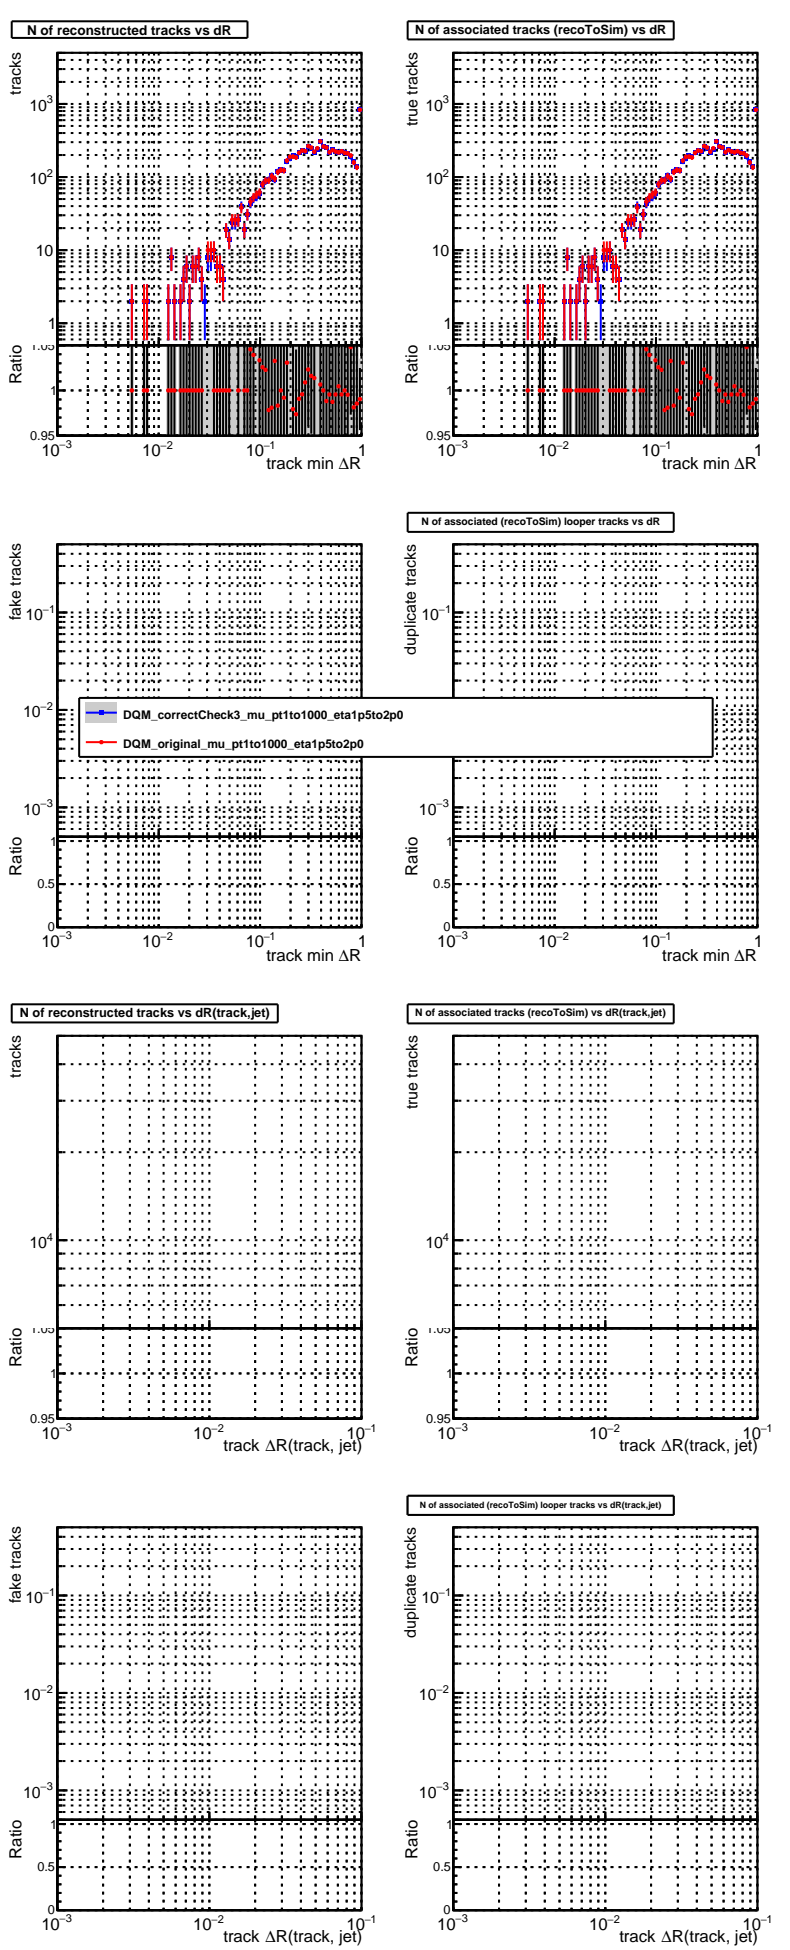 N of reconstructed tracks vs dR
tracks
10³
10²
10
1
Ratio
1.05
1
0.95
10⁻³
10⁻²
10⁻¹
1
track min ΔR
N of associated tracks (recoToSim) vs dR
true tracks
10³
10²
10
1
Ratio
1.05
1
0.95
10⁻³
10⁻²
10⁻¹
1
track min ΔR
fake tracks
10⁻¹
10⁻²
10⁻³
Ratio
1
0.5
0
10⁻³
10⁻²
10⁻¹
1
track min ΔR
N of associated (recoToSim) looper tracks vs dR
duplicate tracks
10⁻¹
10⁻³
Ratio
1
0.5
0
10⁻³
10⁻²
10⁻¹
1
track min ΔR
DQM_correctCheck3_mu_pt1to1000_eta1p5to2p0
DQM_original_mu_pt1to1000_eta1p5to2p0
N of reconstructed tracks vs dR(track,jet)
tracks
10⁴
Ratio
1.05
1
0.95
10⁻³
10⁻²
10⁻¹
track ΔR(track, jet)
N of associated tracks (recoToSim) vs dR(track,jet)
true tracks
10⁴
Ratio
1.05
1
0.95
10⁻³
10⁻²
10⁻¹
track ΔR(track, jet)
fake tracks
10⁻¹
10⁻²
10⁻³
Ratio
1
0.5
0
10⁻³
10⁻²
10⁻¹
track ΔR(track, jet)
N of associated (recoToSim) looper tracks vs dR(track,jet)
duplicate tracks
10⁻¹
10⁻²
10⁻³
Ratio
1
0.5
0
10⁻³
10⁻²
10⁻¹
track ΔR(track, jet)